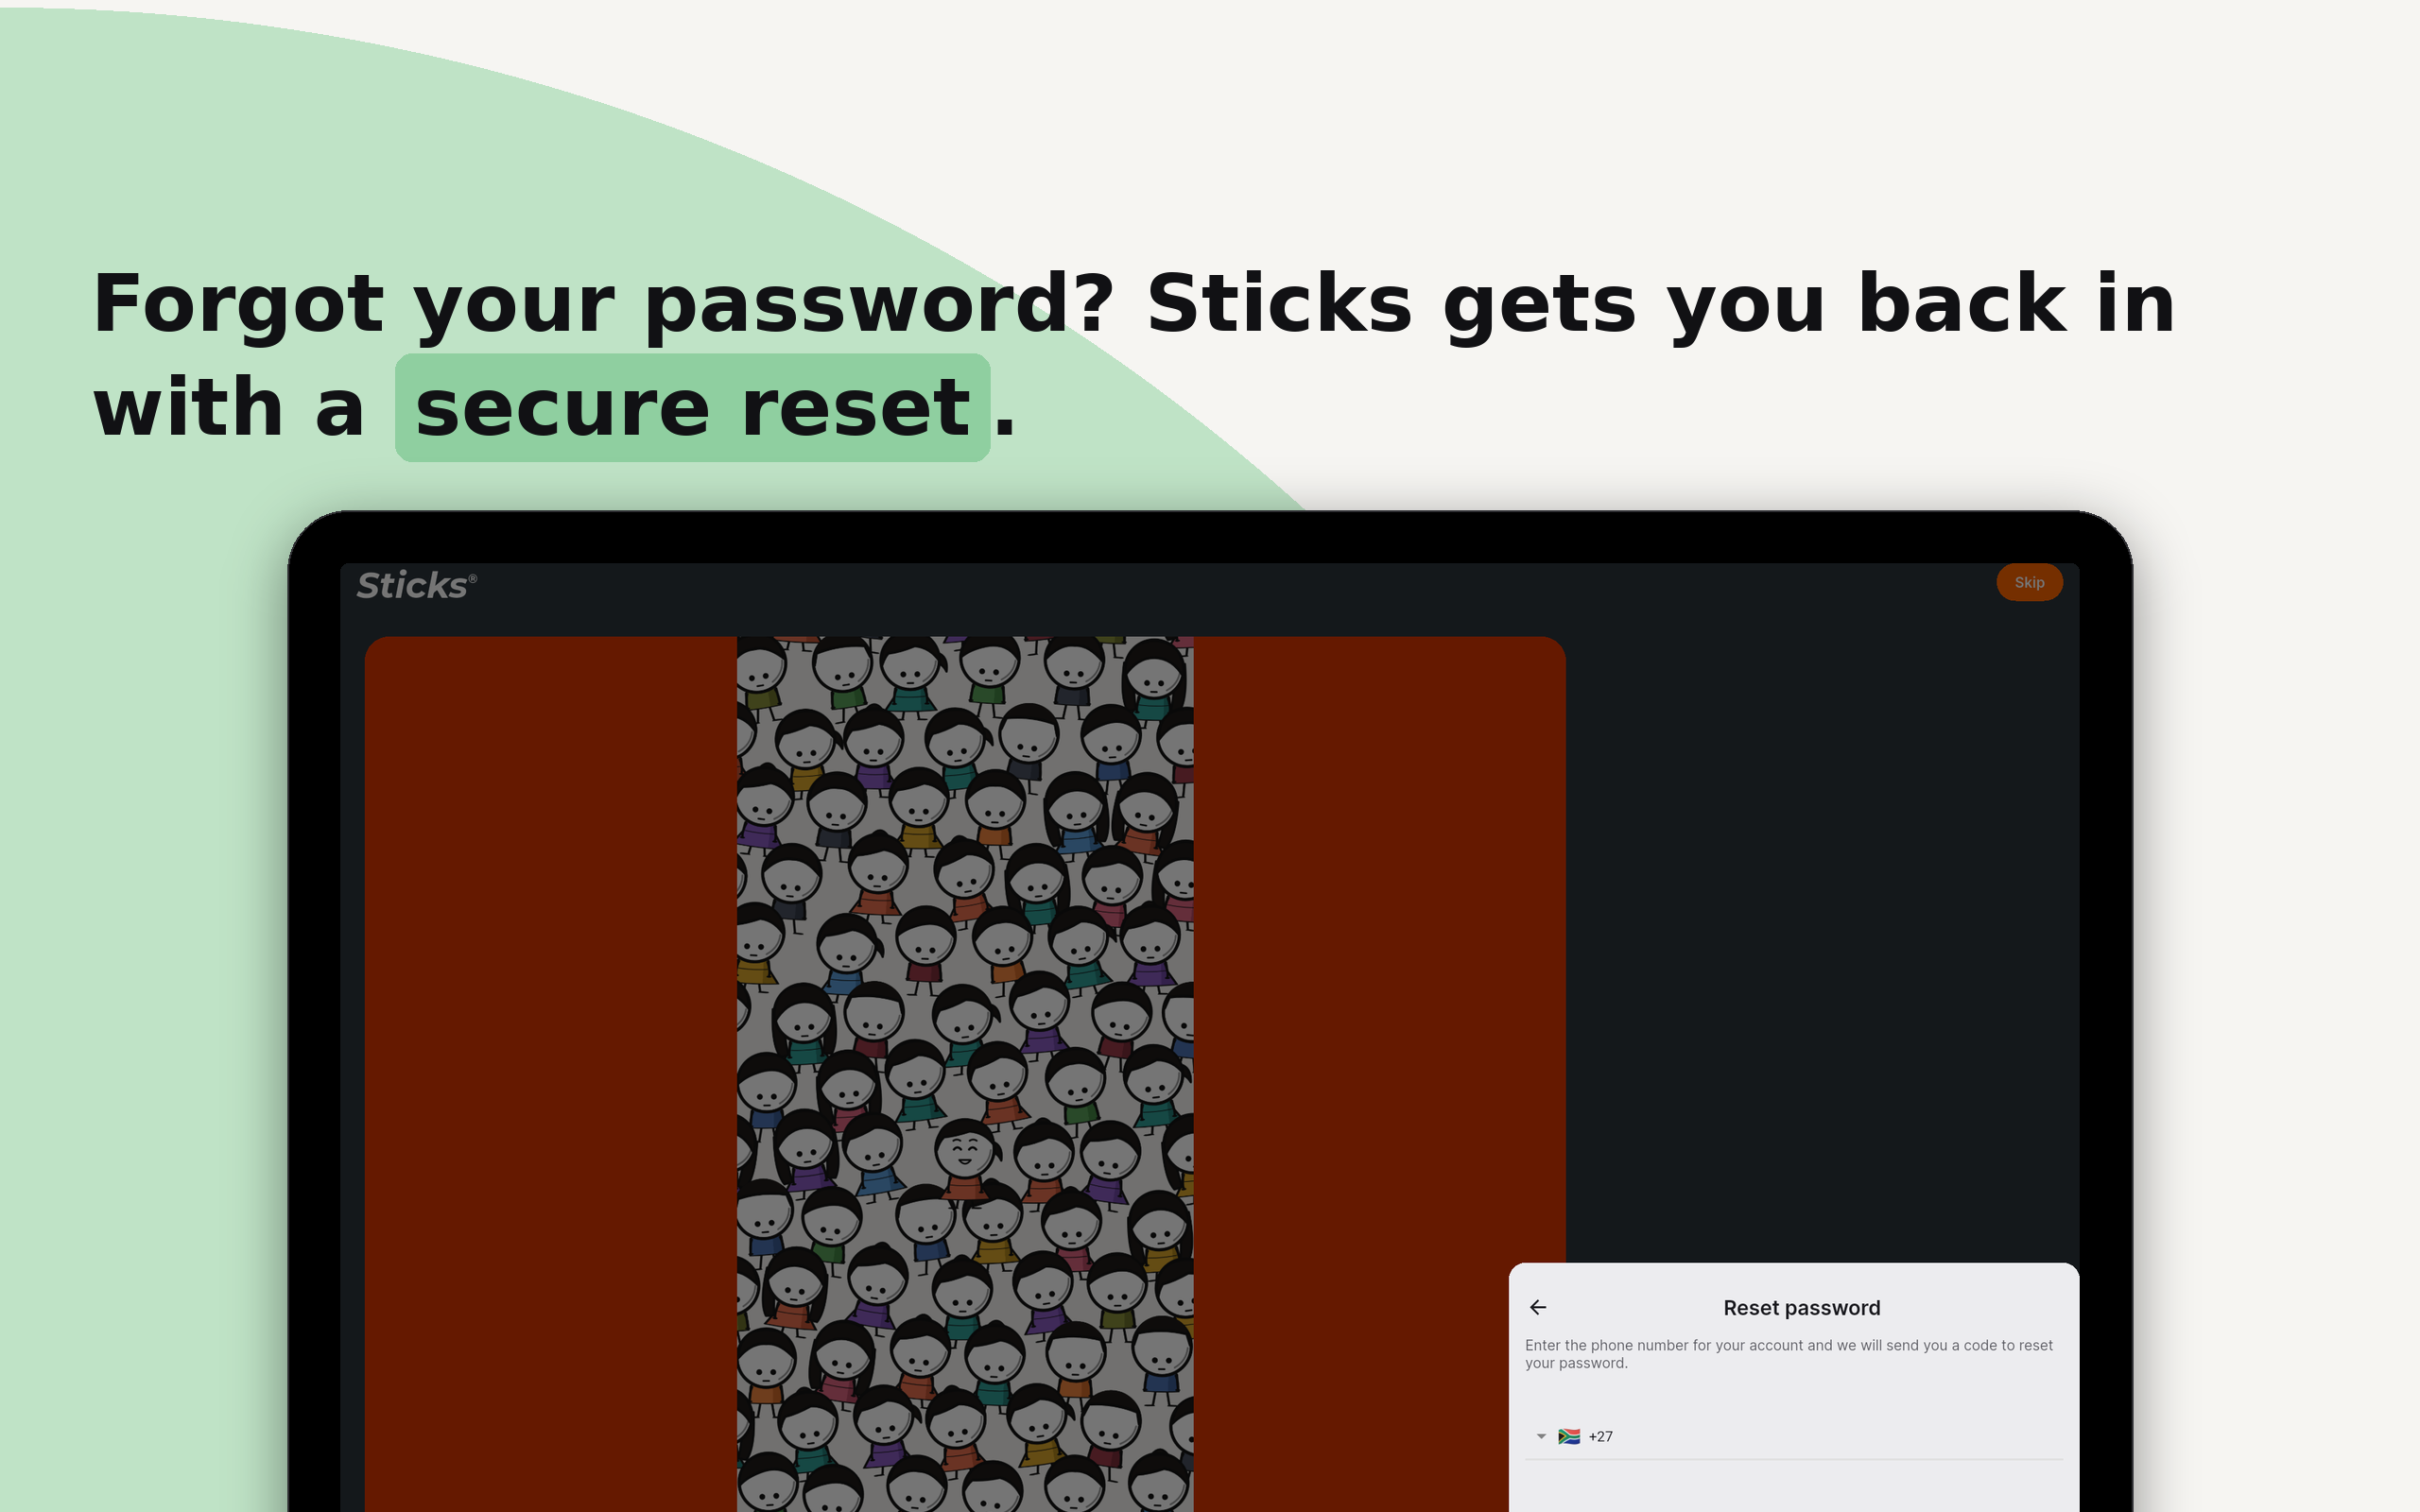 Forgot your password? Sticks gets you back in
with a secure reset.
Sticks®
Skip
Reset password
Enter the phone number for your account and we will send you a code to reset
your password.
+27